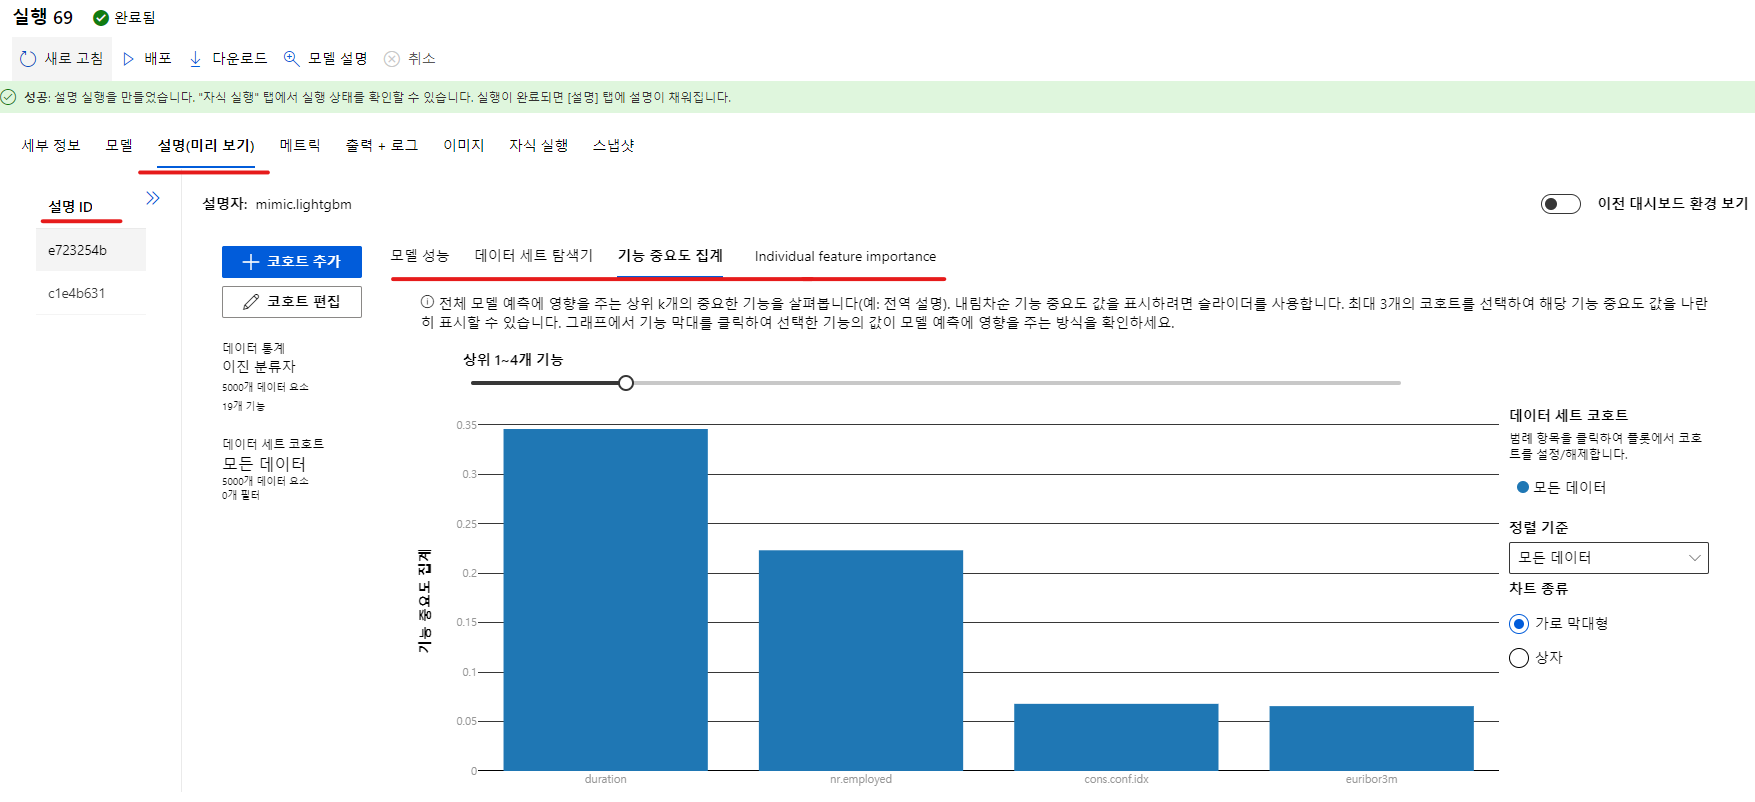 실행 69 완료됨
새로 고침 배포 다운로드 모델 설명 취소
성공: 설명 실행을 만들었습니다. "자식 실행" 탭에서 실행 상태를 확인할 수 있습니다. 실행이 완료되면 [설명] 탭에 설명이 채워집니다.
세부 정보 모델 설명(미리 보기) 메트릭 출력 + 로그 이미지 자식 실행 스냅샷
설명 ID
e723254b
c1e4b631
설명자: mimic.lightgbm
이전 대시보드 환경 보기
코호트 추가
코호트 편집
데이터 통계
이진 분류자
5000개 데이터 요소
19개 기능
데이터 세트 코호트
모든 데이터
5000개 데이터 요소
0개 필터
모델 성능 데이터 세트 탐색기 기능 중요도 집계 Individual feature importance
전체 모델 예측에 영향을 주는 상위 k개의 중요한 기능을 살펴봅니다(예: 전역 설명). 내림차순 기능 중요도 값을 표시하려면 슬라이더를 사용합니다. 최대 3개의 코호트를 선택하여 해당 기능 중요도 값을 나란
히 표시할 수 있습니다. 그래프에서 기능 막대를 클릭하여 선택한 기능의 값이 모델 예측에 영향을 주는 방식을 확인하세요.
상위 1~4개 기능
기능 중요도 집계
0.35
0.3
0.25
0.2
0.15
0.1
0.05
0
duration nr.employed cons.conf.idx euribor3m
데이터 세트 코호트
범례 항목을 클릭하여 플롯에서 코호
트를 설정/해제합니다.
모든 데이터
정렬 기준
모든 데이터
차트 종류
가로 막대형
상자